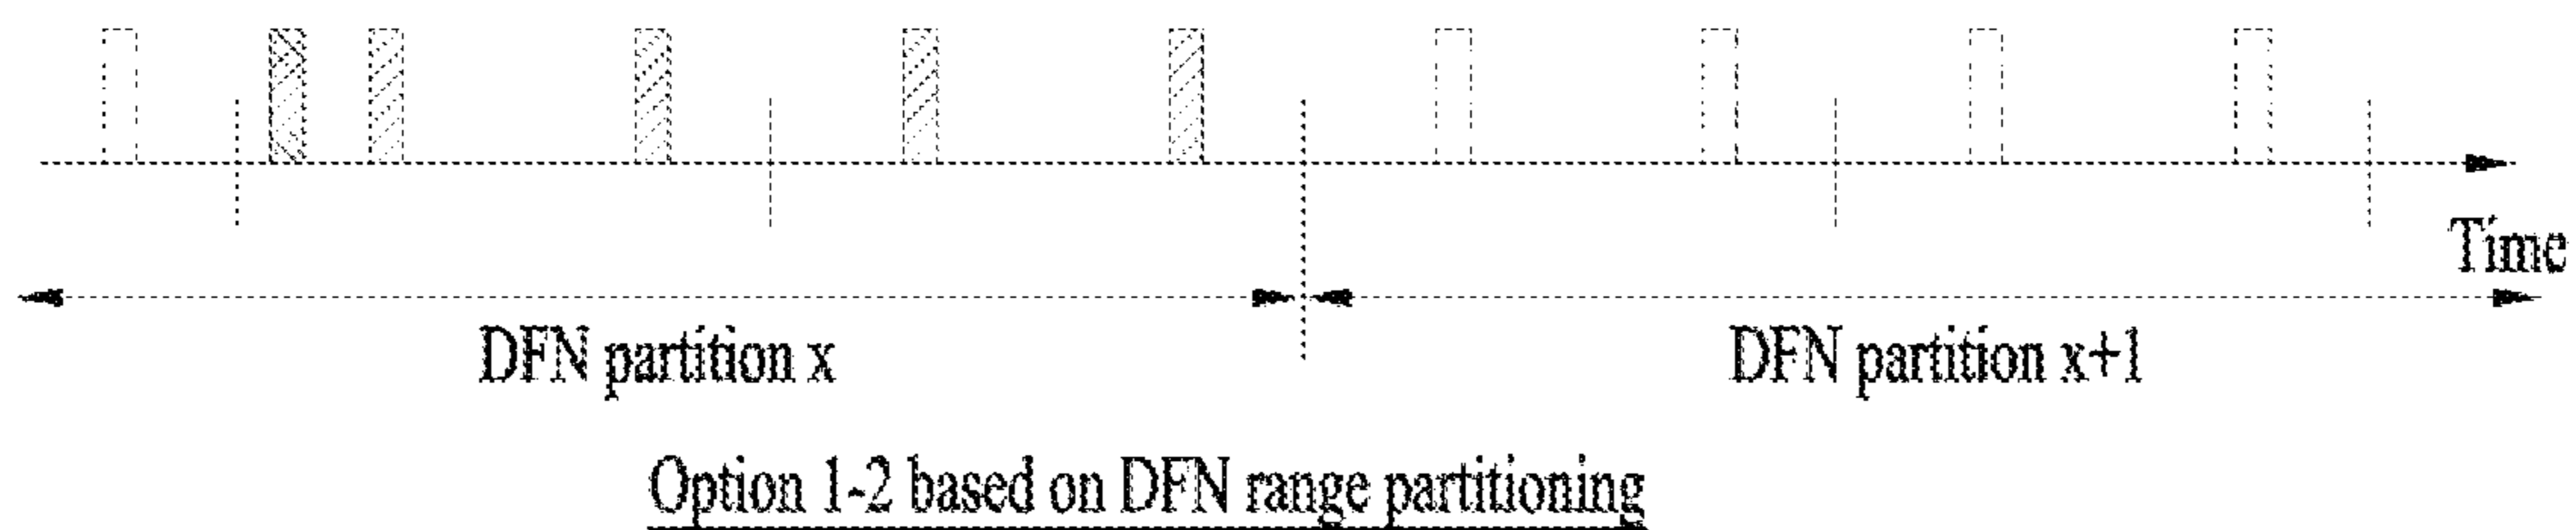 Time
DFN partition x
DFN partition x+1
Option 1-2 based on DFN range partitioning